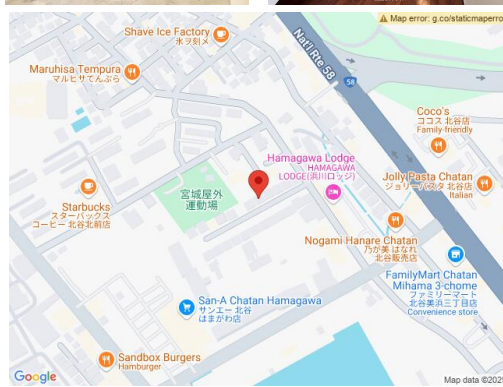 Map error: g.co/staticmaperro
Shave Ice Factory
氷ヲ刻メ
Nat'l Rte 58
58
Maruhisa Tempura
マルヒサてんぷら
Coco's
ココス 北谷店
Family-friendly
Hamagawa Lodge
HAMAGAWA
LODGE(浜川ロッジ)
Jolly Pasta Chatan
ジョリーパスタ 北谷店
Italian
宮城屋外
運動場
Starbucks
スターバックス
コーヒー 北谷北前店
Nogami Hanare Chatan
乃が美 はなれ
北谷販売店
FamilyMart Chatan
Mihama 3-chome
ファミリーマート
北谷美浜三丁目店
Convenience store
San-A Chatan Hamagawa
サンエー 北谷
はまがわ店
Sandbox Burgers
Hamburger
Google
Map data ©202